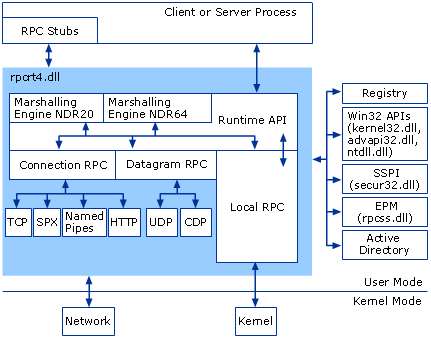 Client or Server Process
RPC Stubs
rpcrt4.dll
Marshalling
Engine NDR20
Marshalling
Engine NDR64
Runtime API
Connection RPC
Datagram RPC
Local RPC
TCP
SPX
Named
Pipes
HTTP
UDP
CDP
Registry
Win32 APIs
(kernel32.dll,
advapi32.dll,
ntdll.dll)
SSPI
(secur32.dll)
EPM
(rpcss.dll)
Active
Directory
User Mode
Kernel Mode
Network
Kernel